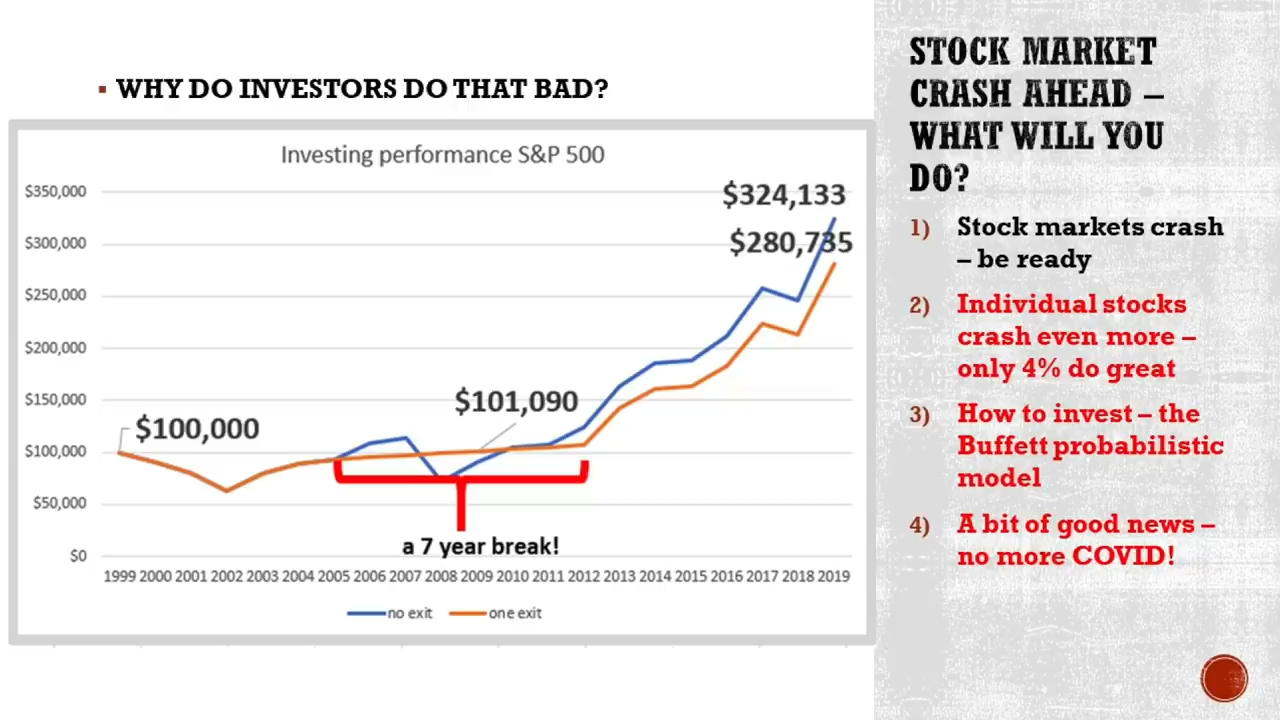 ▪ WHY DO INVESTORS DO THAT BAD?
Investing performance S&P 500
$350,000
$300,000
$250,000
$200,000
$150,000
$100,000
$50,000
$0
$324,133
$280,735
$101,090
$100,000
a 7 year break!
1999 2000 2001 2002 2003 2004 2005 2006 2007 2008 2009 2010 2011 2012 2013 2014 2015 2016 2017 2018 2019
no exit one exit
STOCK MARKET
CRASH AHEAD –
WHAT WILL YOU
DO?
1) Stock markets crash
– be ready
2) Individual stocks
crash even more –
only 4% do great
3) How to invest – the
Buffett probabilistic
model
4) A bit of good news –
no more COVID!